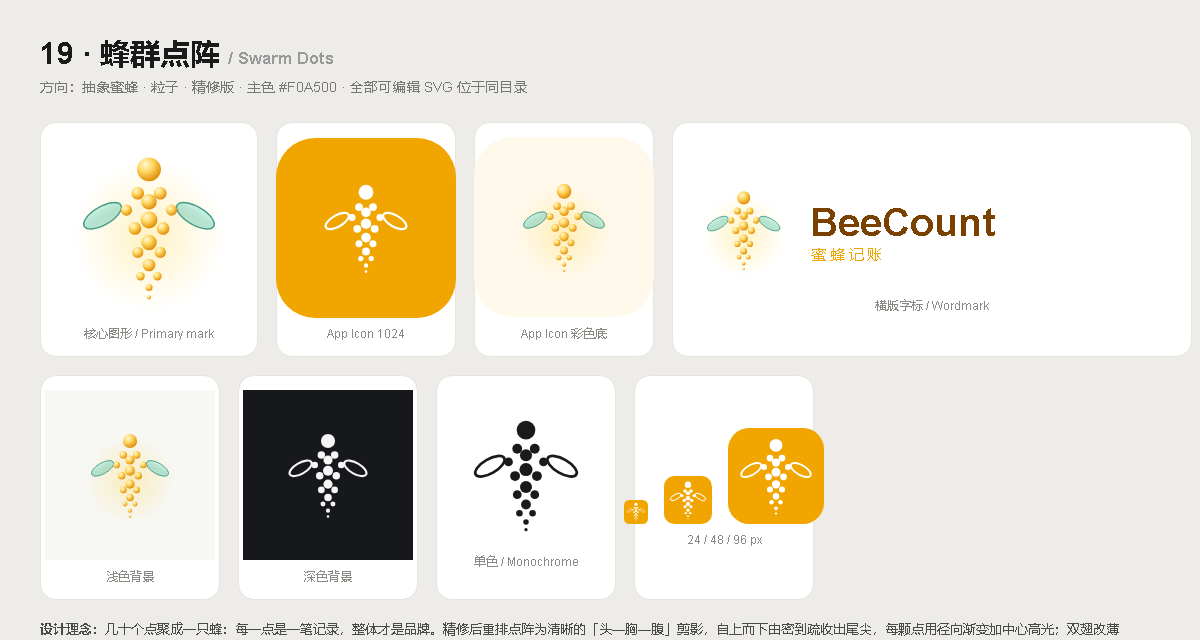 19 · 蜂群点阵 / Swarm Dots
方向：抽象蜜蜂 · 粒子 · 精修版 · 主色 #F0A500 · 全部可编辑 SVG 位于同目录
核心图形 / Primary mark
App Icon 1024
App Icon 彩色底
BeeCount
蜜蜂记账
横版字标 / Wordmark
浅色背景
深色背景
单色 / Monochrome
24 / 48 / 96 px
设计理念：几十个点聚成一只蜂：每一点是一笔记录，整体才是品牌。精修后重排点阵为清晰的「头—胸—腹」剪影，自上而下由密到疏收出尾尖，每颗点用径向渐变加中心高光；双翅改薄